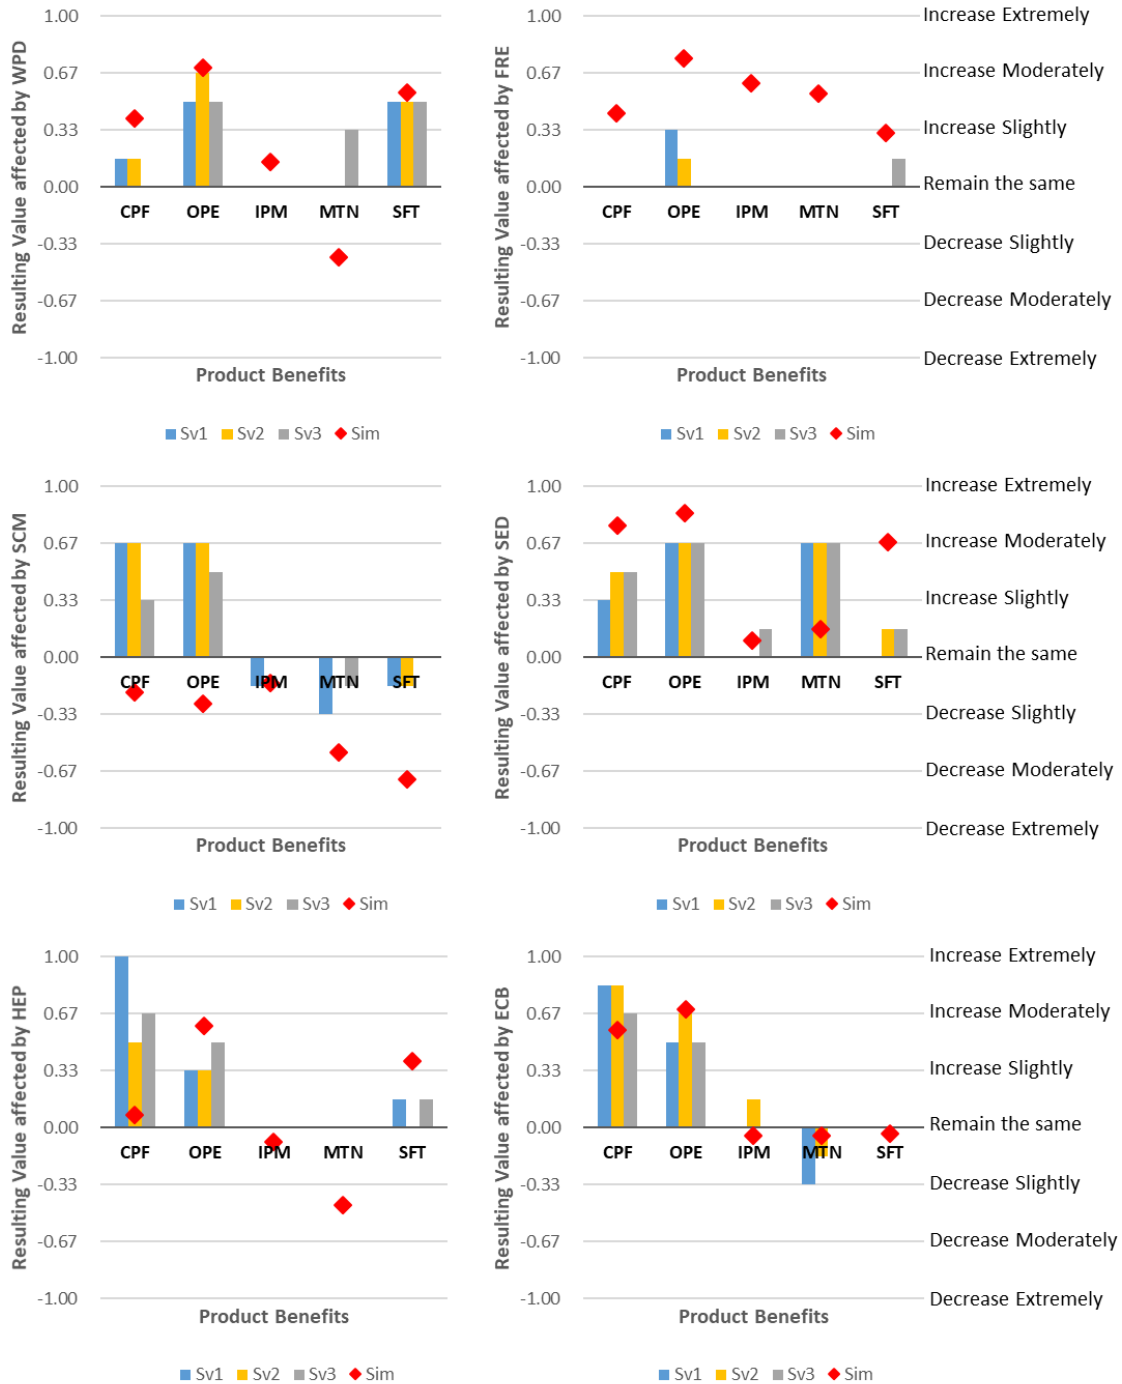 Resulting Value affected by WPD
1.00
0.67
0.33
0.00
-0.33
-0.67
-1.00
CPF OPE IPM MTN SFT
Product Benefits
Sv1 Sv2 Sv3 Sim
Resulting Value affected by FRE
1.00
0.67
0.33
0.00
-0.33
-0.67
-1.00
CPF OPE IPM MTN SFT
Increase Extremely
Increase Moderately
Increase Slightly
Remain the same
Decrease Slightly
Decrease Moderately
Decrease Extremely
Product Benefits
Sv1 Sv2 Sv3 Sim
Resulting Value affected by SCM
1.00
0.67
0.33
0.00
-0.33
-0.67
-1.00
CPF OPE IPM MTN SFT
Product Benefits
Sv1 Sv2 Sv3 Sim
Resulting Value affected by SED
1.00
0.67
0.33
0.00
-0.33
-0.67
-1.00
CPF OPE IPM MTN SFT
Increase Extremely
Increase Moderately
Increase Slightly
Remain the same
Decrease Slightly
Decrease Moderately
Decrease Extremely
Product Benefits
Sv1 Sv2 Sv3 Sim
Resulting Value affected by HEP
1.00
0.67
0.33
0.00
-0.33
-0.67
-1.00
CPF OPE IPM MTN SFT
Product Benefits
Sv1 Sv2 Sv3 Sim
Resulting Value affected by ECB
1.00
0.67
0.33
0.00
-0.33
-0.67
-1.00
CPF OPE IPM MTN SFT
Increase Extremely
Increase Moderately
Increase Slightly
Remain the same
Decrease Slightly
Decrease Moderately
Decrease Extremely
Product Benefits
Sv1 Sv2 Sv3 Sim